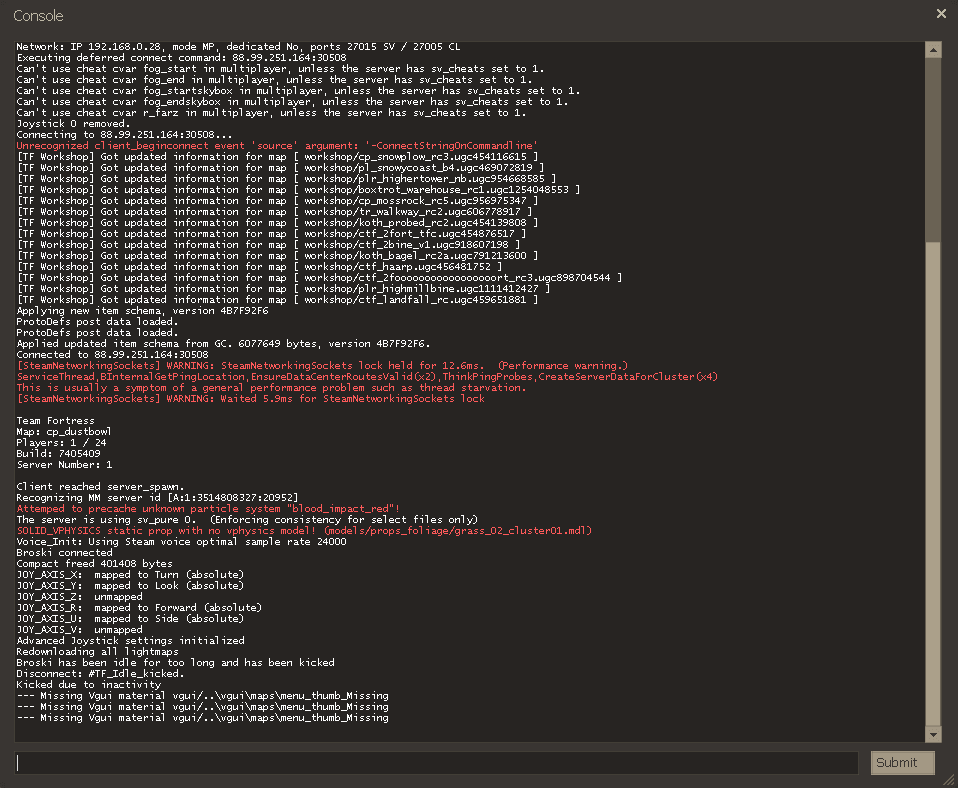 Console
Network: IP 192.168.0.28, mode MP, dedicated No, ports 27015 SV / 27005 CL
Executing deferred connect command: 88.99.251.164:30508
Can't use cheat cvar fog_start in multiplayer, unless the server has sv_cheats set to 1.
Can't use cheat cvar fog_end in multiplayer, unless the server has sv_cheats set to 1.
Can't use cheat cvar fog_startskybox in multiplayer, unless the server has sv_cheats set to 1.
Can't use cheat cvar fog_endskybox in multiplayer, unless the server has sv_cheats set to 1.
Can't use cheat cvar r_farz in multiplayer, unless the server has sv_cheats set to 1.
Joystick 0 removed.
Connecting to 88.99.251.164:30508...
Unrecognized client_beginconnect event 'source' argument: '-ConnectStringOnCommandline'
[TF Workshop] Got updated information for map [ workshop/cp_snowplow_rc3.ugc454116615 ]
[TF Workshop] Got updated information for map [ workshop/pl_snowycoast_b4.ugc469072819 ]
[TF Workshop] Got updated information for map [ workshop/plr_highertower_nb.ugc954668585 ]
[TF Workshop] Got updated information for map [ workshop/boxtrot_warehouse_rc1.ugc1254048553 ]
[TF Workshop] Got updated information for map [ workshop/cp_mossrock_rc5.ugc956975347 ]
[TF Workshop] Got updated information for map [ workshop/tr_walkway_rc2.ugc606778917 ]
[TF Workshop] Got updated information for map [ workshop/koth_probed_rc2.ugc454139808 ]
[TF Workshop] Got updated information for map [ workshop/ctf_2fort_tfc.ugc454876517 ]
[TF Workshop] Got updated information for map [ workshop/ctf_2bine_v1.ugc918607198 ]
[TF Workshop] Got updated information for map [ workshop/koth_bagel_rc2a.ugc791213600 ]
[TF Workshop] Got updated information for map [ workshop/ctf_haarp.ugc456481752 ]
[TF Workshop] Got updated information for map [ workshop/ctf_2foooooooooooooooooort_rc3.ugc898704544 ]
[TF Workshop] Got updated information for map [ workshop/plr_highmillbine.ugc1111412427 ]
[TF Workshop] Got updated information for map [ workshop/ctf_landfall_rc.ugc459651881 ]
Applying new item schema, version 4B7F92F6
ProtoDefs post data loaded.
ProtoDefs post data loaded.
Applied updated item schema from GC. 6077649 bytes, version 4B7F92F6.
Connected to 88.99.251.164:30508
[SteamNetworkingSockets] WARNING: SteamNetworkingSockets lock held for 12.6ms.  (Performance warning.)
ServiceThread,BInternalGetPingLocation,EnsureDataCenterRoutesValid(x2),ThinkPingProbes,CreateServerDataForCluster(x4)
This is usually a symptom of a general performance problem such as thread starvation.
[SteamNetworkingSockets] WARNING: Waited 5.9ms for SteamNetworkingSockets lock
Team Fortress
Map: cp_dustbowl
Players: 1 / 24
Build: 7405409
Server Number: 1
Client reached server_spawn.
Recognizing MM server id [A:1:3514808327:20952]
Attemped to precache unknown particle system "blood_impact_red"!
The server is using sv_pure 0.  (Enforcing consistency for select files only)
SOLID_VPHYSICS static prop with no vphysics model! (models/props_foliage/grass_02_cluster01.mdl)
Voice_Init: Using Steam voice optimal sample rate 24000
Broski connected
Compact freed 401408 bytes
JOY_AXIS_X:  mapped to Turn (absolute)
JOY_AXIS_Y:  mapped to Look (absolute)
JOY_AXIS_Z:  unmapped
JOY_AXIS_R:  mapped to Forward (absolute)
JOY_AXIS_U:  mapped to Side (absolute)
JOY_AXIS_V:  unmapped
Advanced Joystick settings initialized
Redownloading all lightmaps
Broski has been idle for too long and has been kicked
Disconnect: #TF_Idle_kicked.
Kicked due to inactivity
--- Missing Vgui material vgui/..\vgui\maps\menu_thumb_Missing
--- Missing Vgui material vgui/..\vgui\maps\menu_thumb_Missing
--- Missing Vgui material vgui/..\vgui\maps\menu_thumb_Missing
Submit